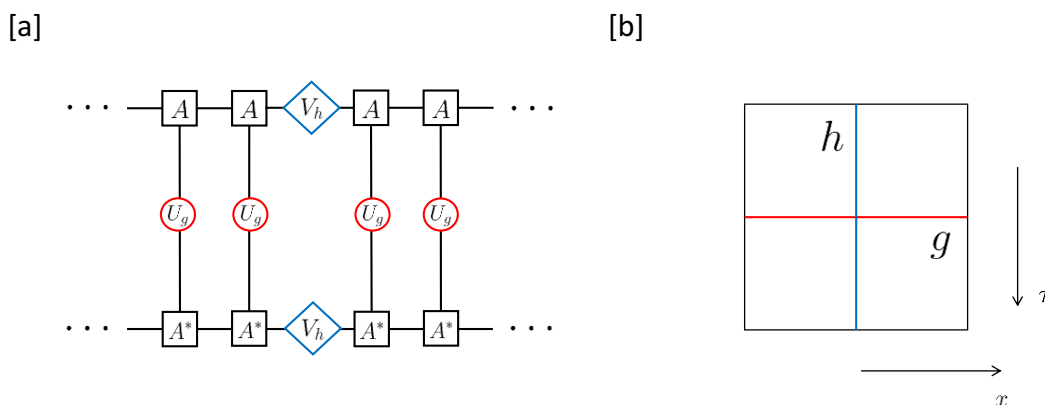 [a] [b]
··· A A V_h A A ···
U_g U_g U_g U_g
··· A* A* V_h A* A* ···
h
g
x